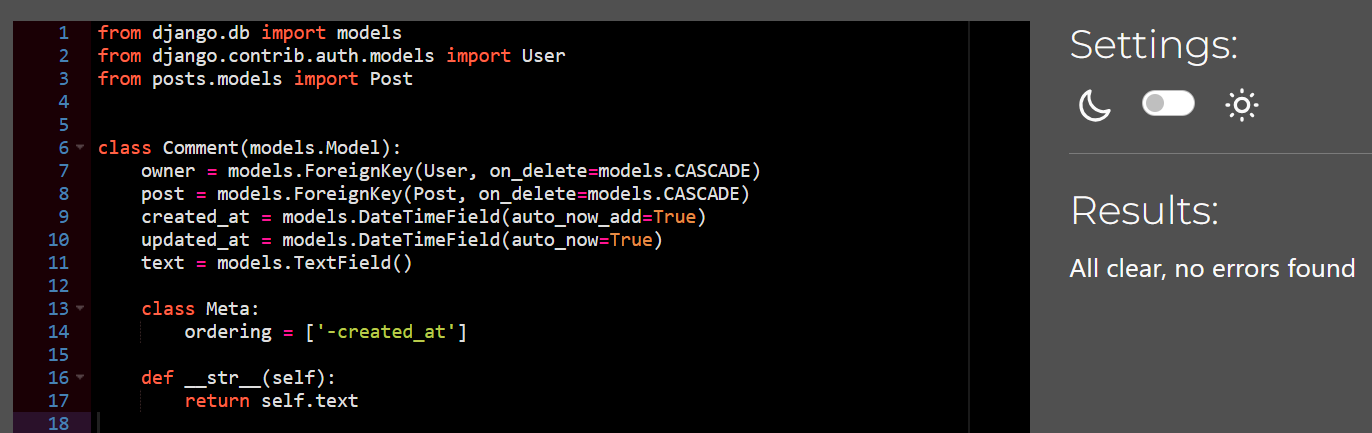 1 from django.db import models
2 from django.contrib.auth.models import User
3 from posts.models import Post
4
5
6 class Comment(models.Model):
7     owner = models.ForeignKey(User, on_delete=models.CASCADE)
8     post = models.ForeignKey(Post, on_delete=models.CASCADE)
9     created_at = models.DateTimeField(auto_now_add=True)
10     updated_at = models.DateTimeField(auto_now=True)
11     text = models.TextField()
12
13     class Meta:
14         ordering = ['-created_at']
15
16     def __str__(self):
17         return self.text
18
Settings:
Results:
All clear, no errors found